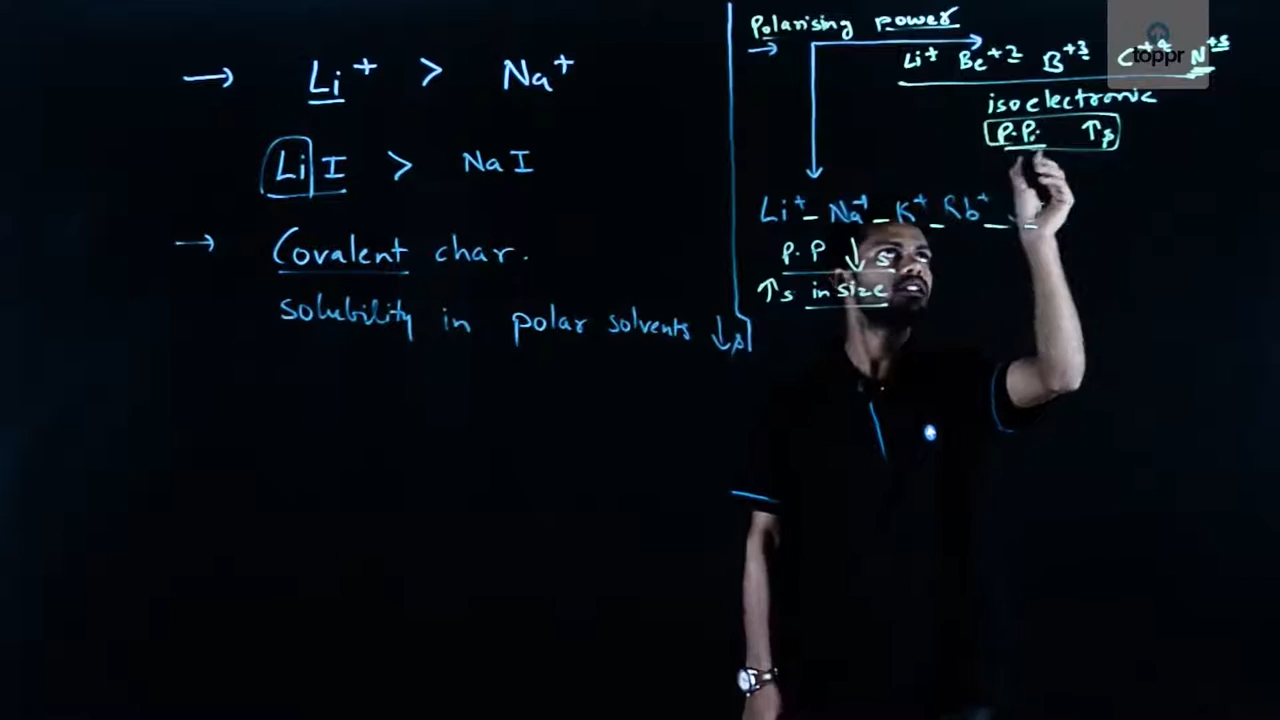 → Li⁺ > Na⁺
LiI > NaI
→ Covalent char.
solubility in polar solvents ↓s
Polarising power
→
Li⁺ Be⁺² B⁺³ C⁺⁴ N⁺⁵
isoelectronic
P.P. ↑s
Li⁺ – Na⁺ – K⁺ – Rb⁺ –
P.P ↓s
↑s in size
toppr